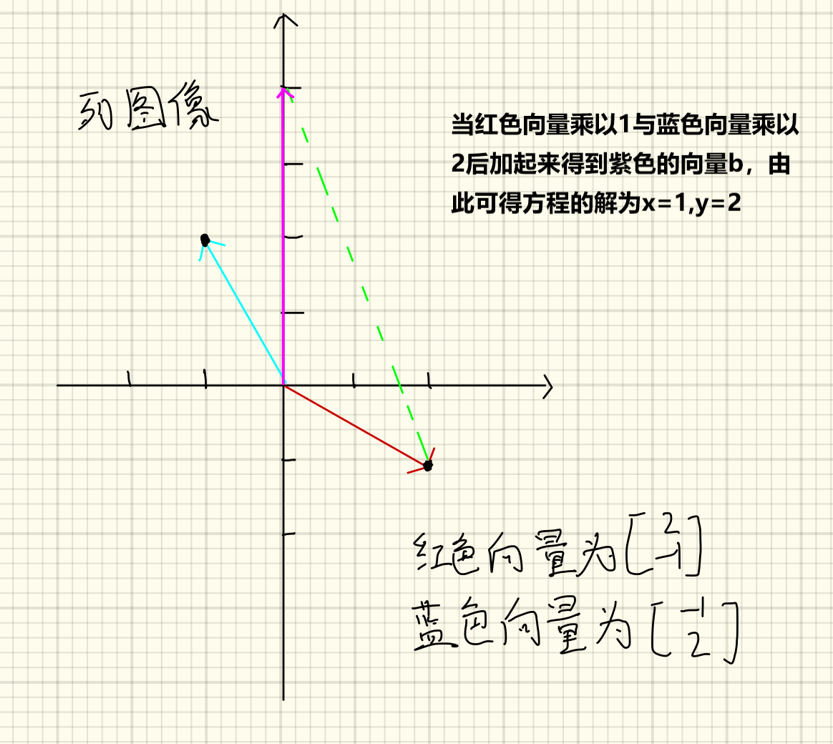 列图像
当红色向量乘以1与蓝色向量乘以
2后加起来得到紫色的向量b，由
此可得方程的解为x=1,y=2
红色向量为[2 -1]
蓝色向量为[-1 2]